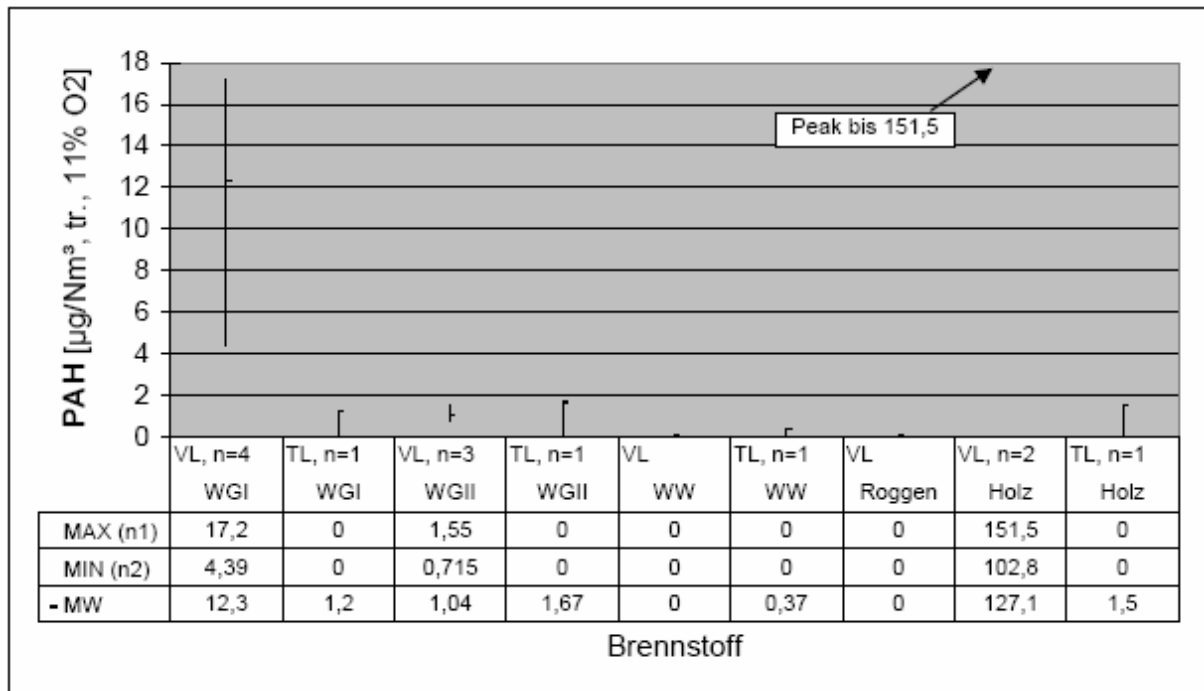 PAH [µg/Nm³, tr., 11% O2]
18
16
14
12
10
8
6
4
2
0
Peak bis 151,5
VL, n=4 TL, n=1 VL, n=3 TL, n=1 VL TL, n=1 VL VL, n=2 TL, n=1
WGI WGI WGII WGII WW WW Roggen Holz Holz
MAX (n1) 17,2 0 1,55 0 0 0 0 151,5 0
MIN (n2) 4,39 0 0,715 0 0 0 0 102,8 0
- MW 12,3 1,2 1,04 1,67 0 0,37 0 127,1 1,5
Brennstoff